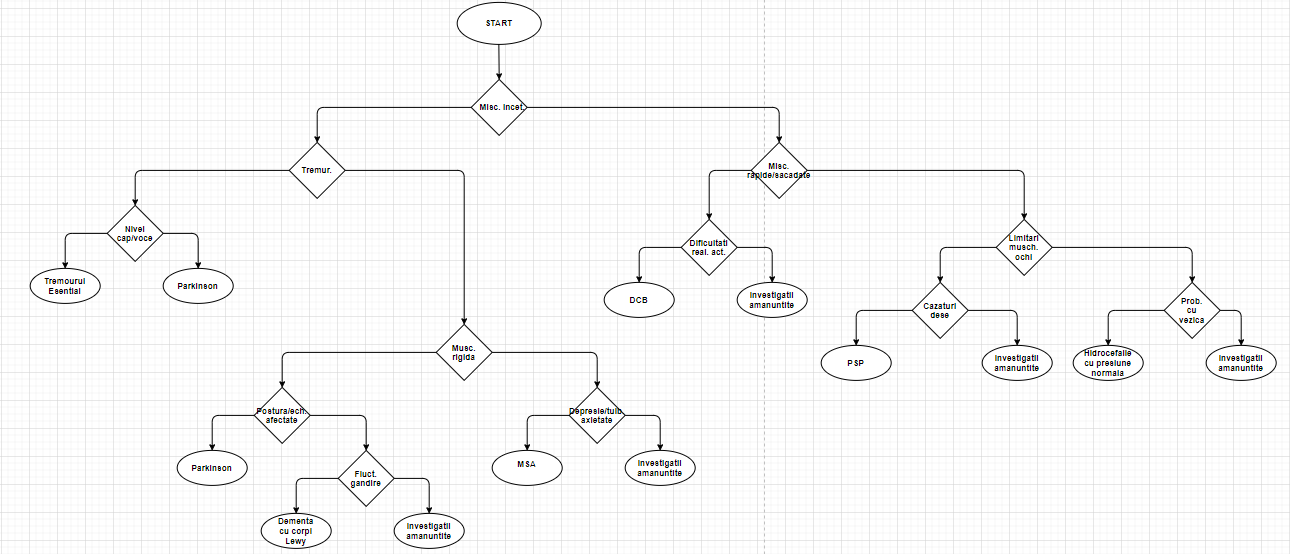 START
Misc. incet.
Tremur.
Misc.
rapide/sacadate
Nivel
cap/voce
Dificultati
real. act.
Limitari
musch.
ochi
Tremourul
Esential
Parkinson
DCB
Investigatii
amanuntite
Cazaturi
dese
Prob.
cu
vezica
Musc.
rigida
PSP
Investigatii
amanuntite
Hidrocefalie
cu presiune
normala
Investigatii
amanuntite
Postura/ech.
afectate
Depresie/tulb.
axietate
Parkinson
Fluct.
gandire
MSA
Investigatii
amanuntite
Dementa
cu corpi
Lewy
Investigatii
amanuntite